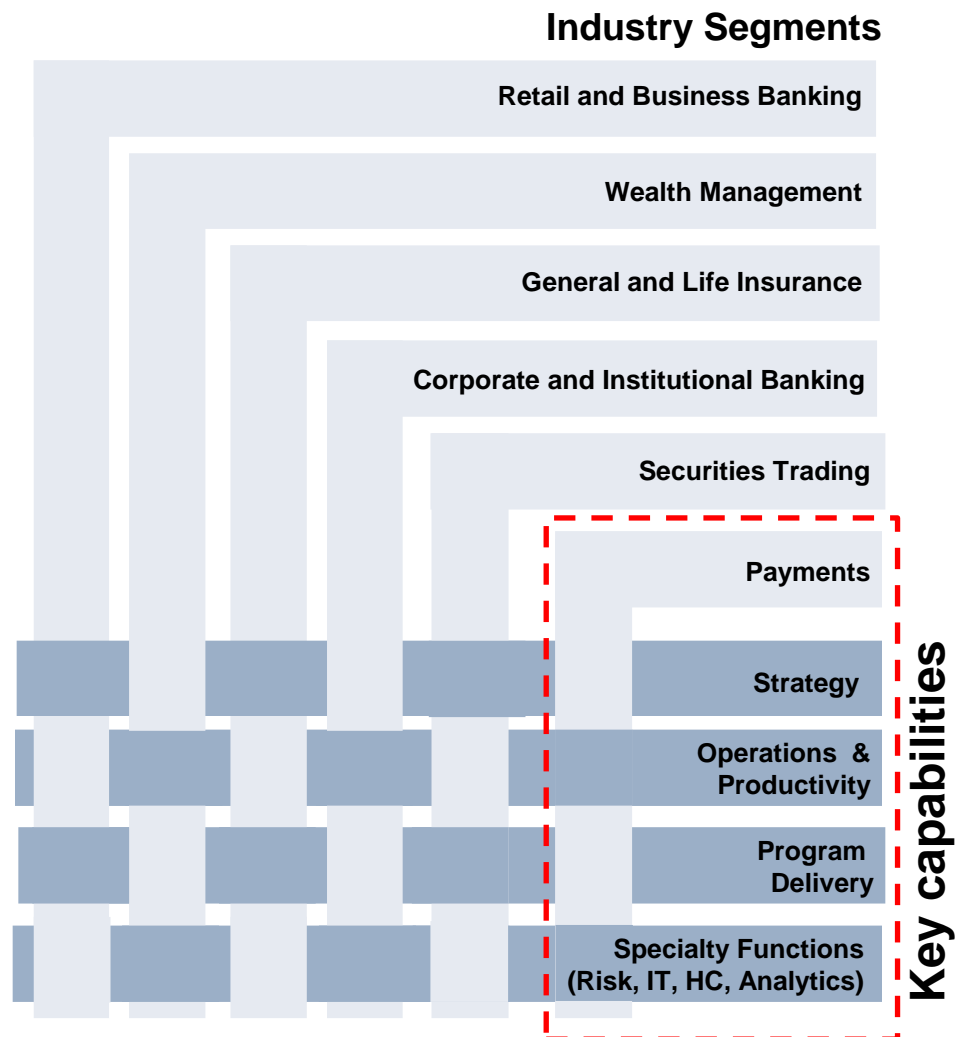 Industry Segments
Retail and Business Banking
Wealth Management
General and Life Insurance
Corporate and Institutional Banking
Securities Trading
Payments
Strategy
Operations &
Productivity
Program
Delivery
Specialty Functions
(Risk, IT, HC, Analytics)
Key capabilities